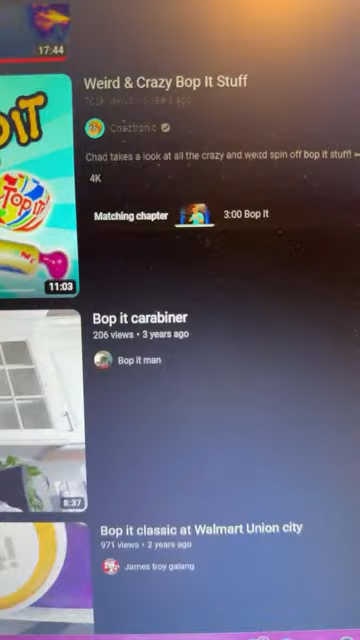 17:44
Weird & Crazy Bop It Stuff
Chadtronic
Chad takes a look at all the crazy and weird spin off bop it stuff!
4K
Matching chapter 3:00 Bop It
11:03
Bop it carabiner
206 views • 3 years ago
Bop it man
8:37
Bop it classic at Walmart Union city
971 views • 2 years ago
James troy galang